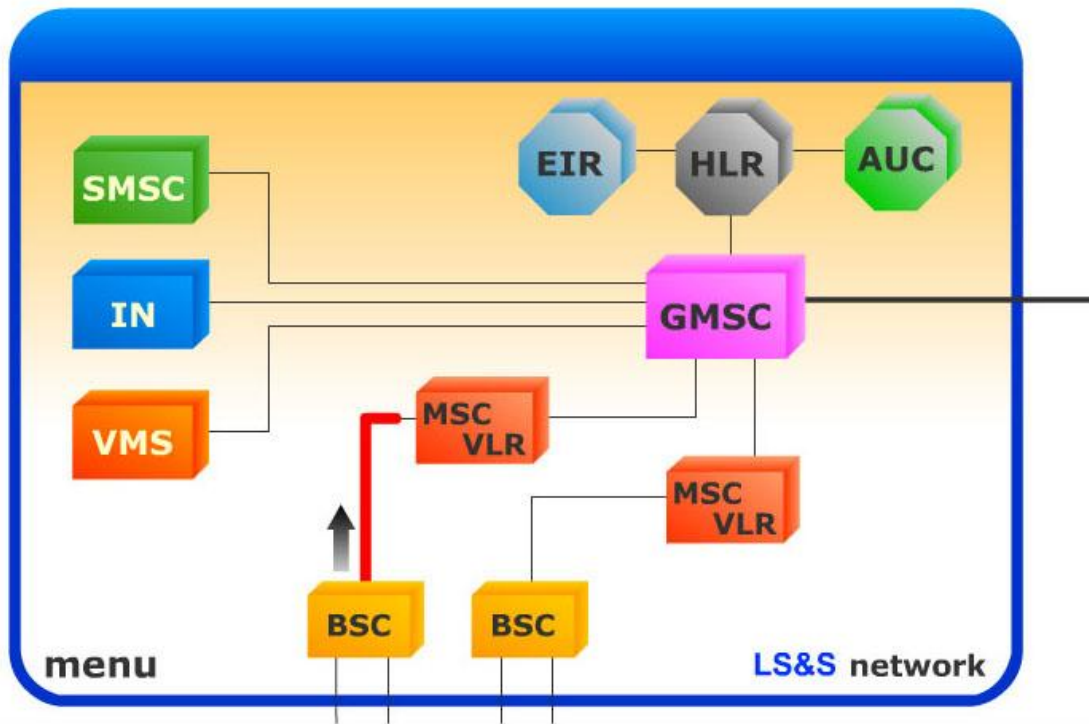 EIR
HLR
AUC
SMSC
IN
GMSC
VMS
MSC
VLR
MSC
VLR
BSC
BSC
menu
LS&S network